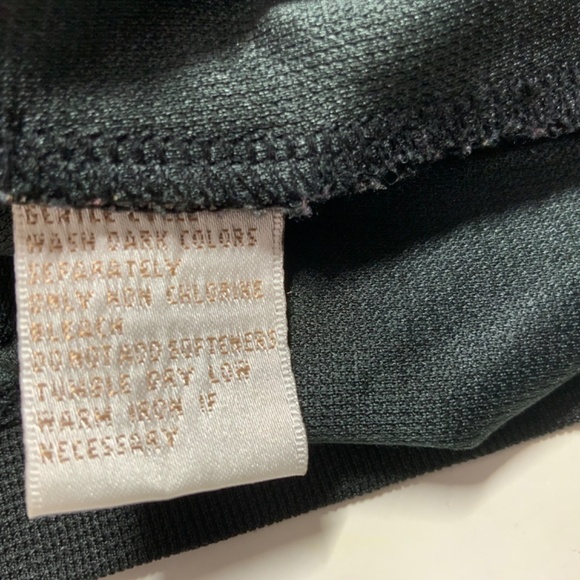 GENTLE CYCLE
WASH DARK COLORS
SEPARATELY
ONLY NON CHLORINE
BLEACH
DO NOT ADD SOFTENERS
TUMBLE DRY LOW
WARM IRON IF
NECESSARY